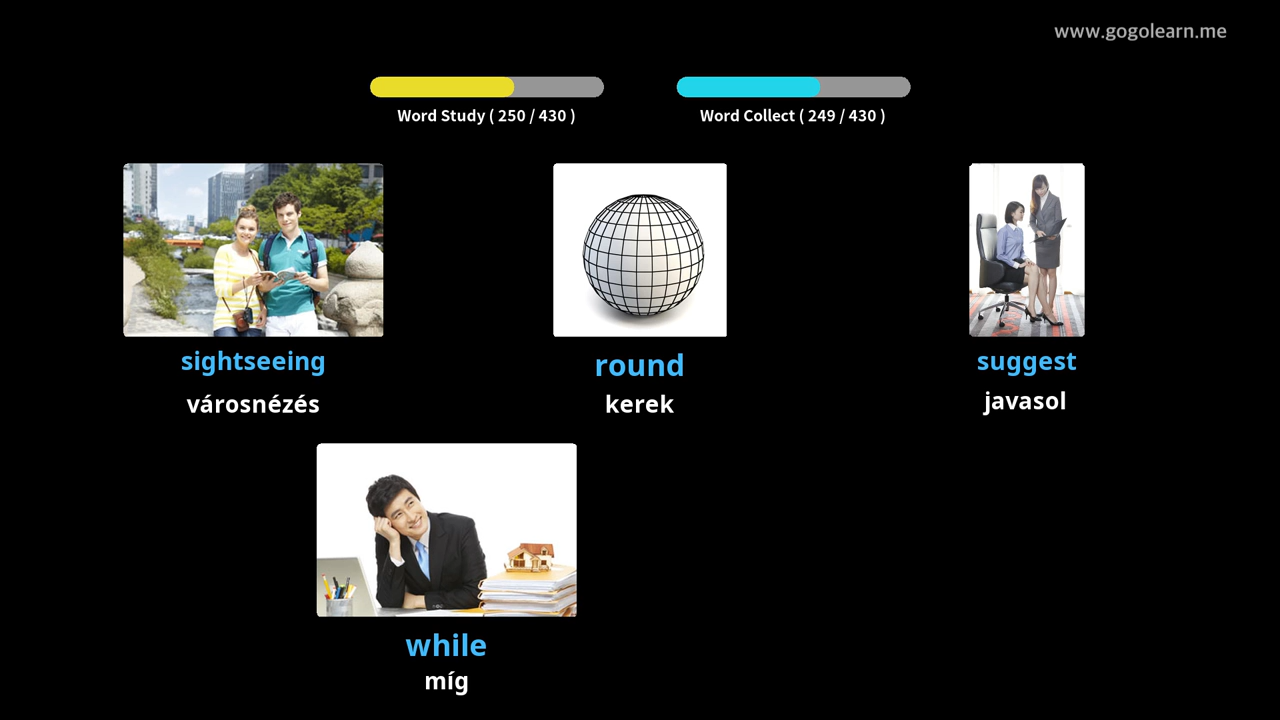 www.gogolearn.me
Word Study ( 250 / 430 )
Word Collect ( 249 / 430 )
sightseeing
városnézés
round
kerek
suggest
javasol
while
míg